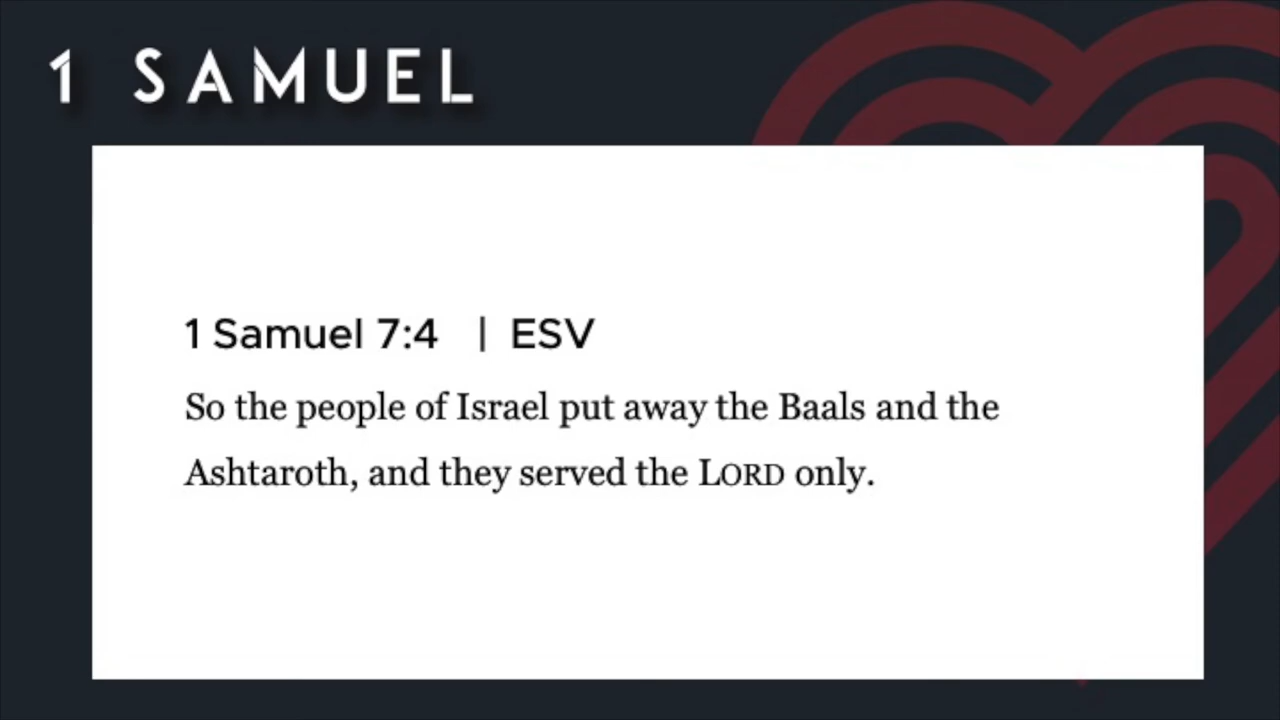 1 SAMUEL
1 Samuel 7:4 | ESV
So the people of Israel put away the Baals and the
Ashtaroth, and they served the LORD only.